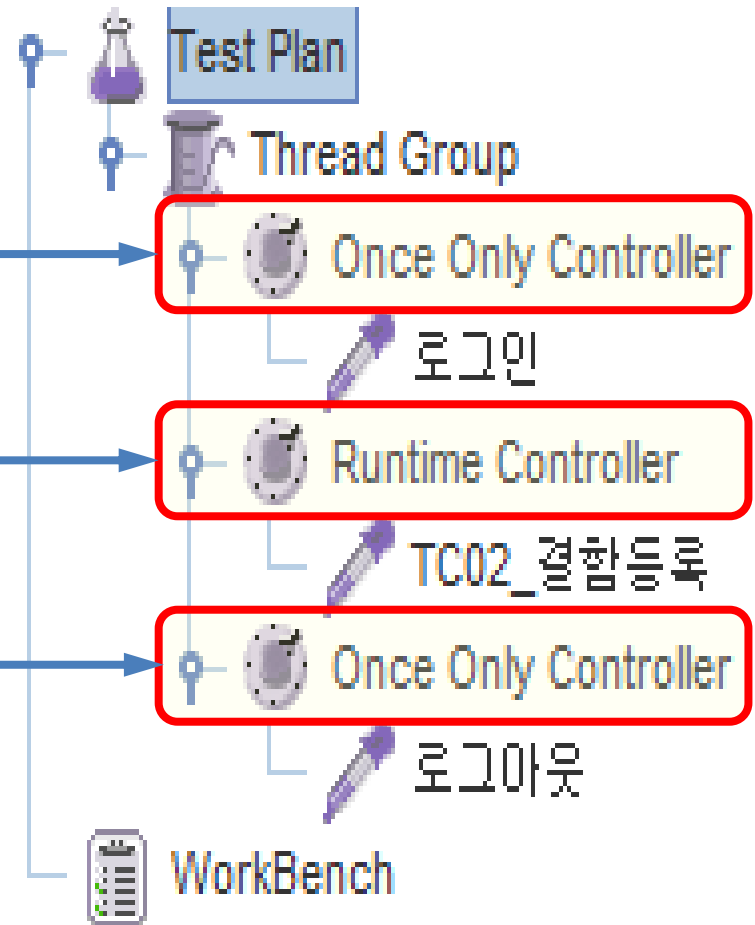 Test Plan
Thread Group
Once Only Controller
로그인
Runtime Controller
TC02_결함등록
Once Only Controller
로그아웃
WorkBench